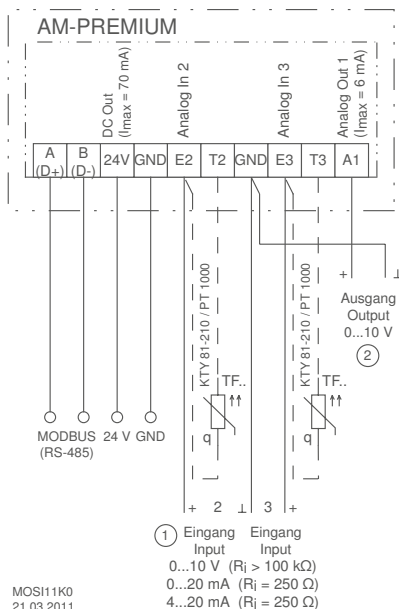 AM-PREMIUM
DC Out
(Imax = 70 mA)
Analog In 2
Analog In 3
Analog Out 1
(Imax = 6 mA)
A
(D+)
B
(D-)
24V
GND
E2
T2
GND
E3
T3
A1
KTY 81-210 / PT 1000
KTY 81-210 / PT 1000
+ ⊥
Ausgang
Output
0...10 V
2
TF..
TF..
q
q
MODBUS
(RS-485)
24 V
GND
+ 2 ⊥ 3 +
1
Eingang
Input
Eingang
Input
0...10 V (Ri > 100 kΩ)
0...20 mA (Ri = 250 Ω)
4...20 mA (Ri = 250 Ω)
MOSI11K0
21.03.2011